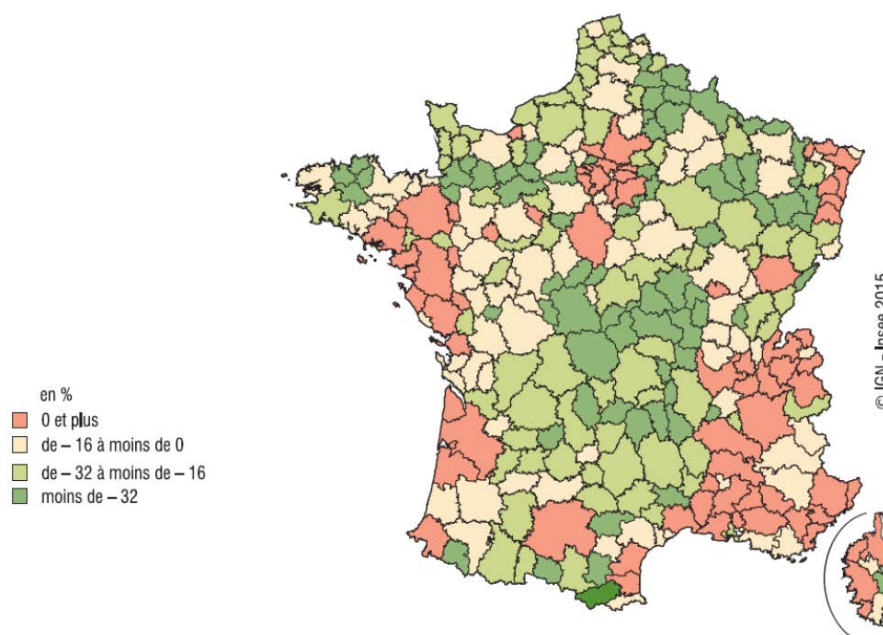 en %
0 et plus
de – 16 à moins de 0
de – 32 à moins de – 16
moins de – 32
© IGN - Insee 2015